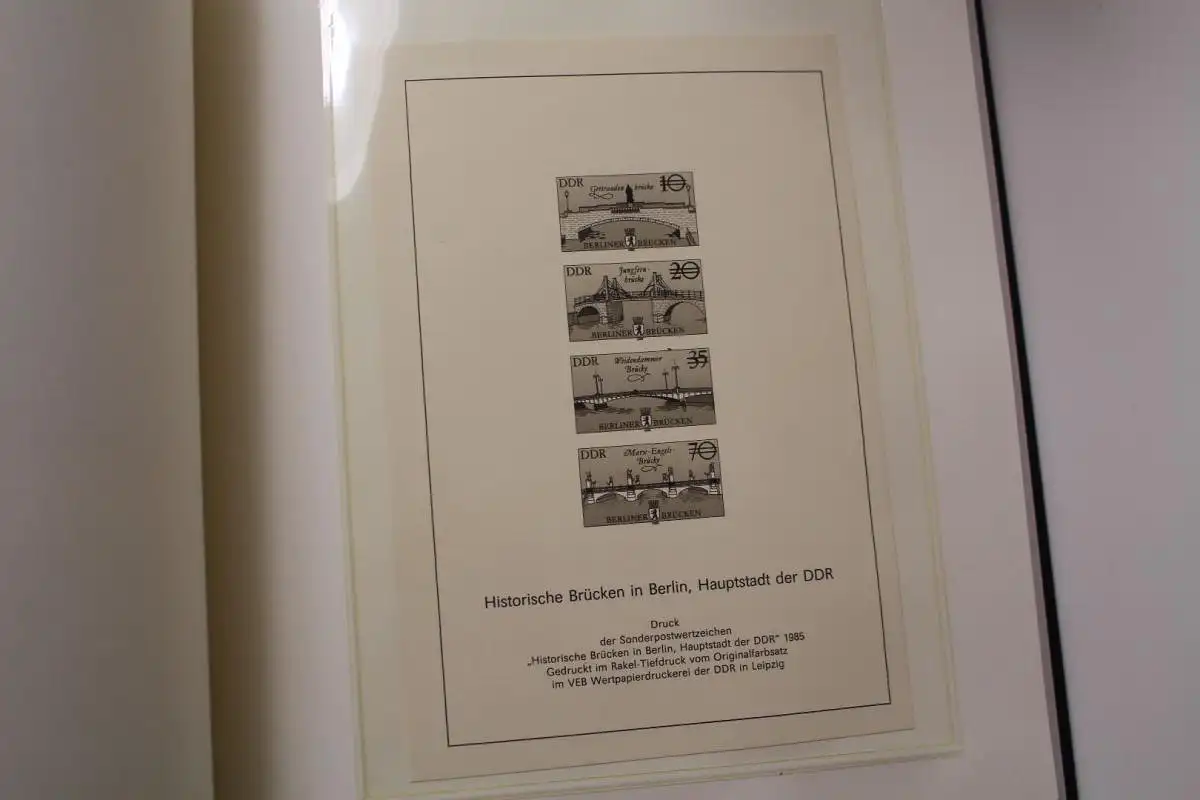 DDR Gertrauden brücke 10
BERLINER BRÜCKEN
DDR Jungfern- 20
brücke
BERLINER BRÜCKEN
DDR Weidendammer 35
Brücke
BERLINER BRÜCKEN
DDR Marx-Engels- 70
Brücke
BERLINER BRÜCKEN
Historische Brücken in Berlin, Hauptstadt der DDR
Druck
der Sonderpostwertzeichen
„Historische Brücken in Berlin, Hauptstadt der DDR" 1985
Gedruckt im Rakel-Tiefdruck vom Originalfarbsatz
im VEB Wertpapierdruckerei der DDR in Leipzig